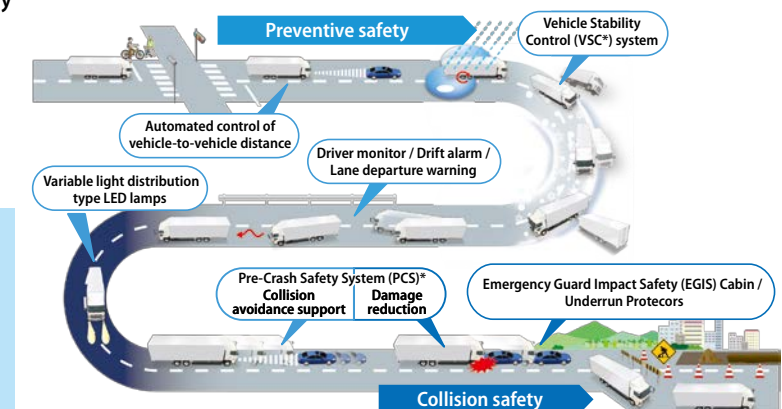 y
Preventive safety
Vehicle Stability
Control (VSC*) system
Automated control of
vehicle-to-vehicle distance
Driver monitor / Drift alarm /
Lane departure warning
Variable light distribution
type LED lamps
Pre-Crash Safety System (PCS)*
Collision
avoidance support
Damage
reduction
Emergency Guard Impact Safety (EGIS) Cabin /
Underrun Protecors
Collision safety